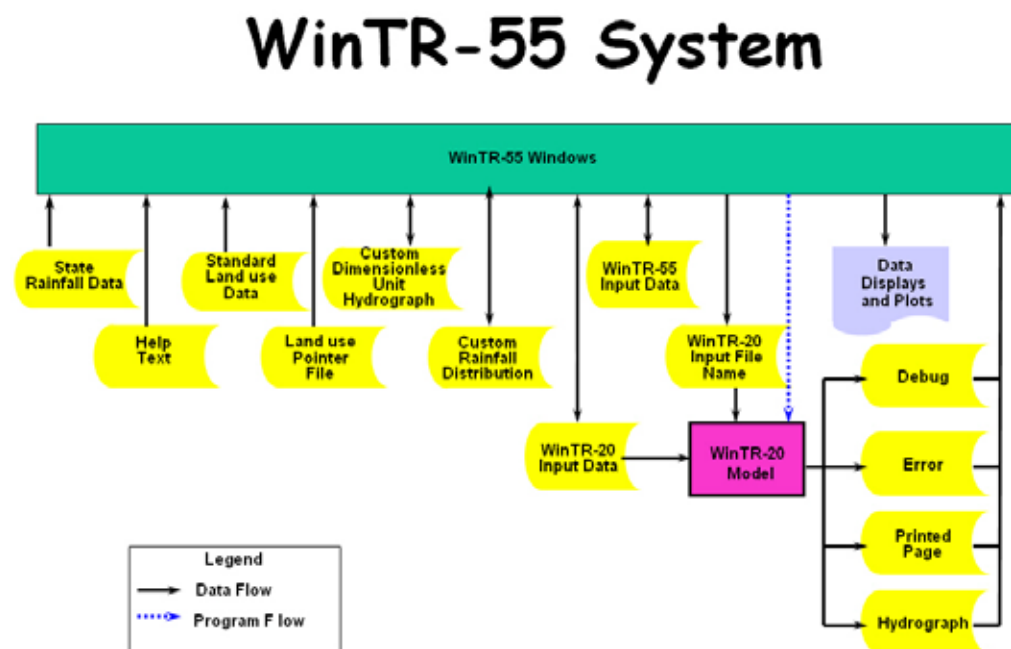 WinTR-55 System
WinTR-55 Windows
State
Rainfall Data
Help
Text
Standard
Land use
Data
Land use
Pointer
File
Custom
Dimensionless
Unit
Hydrograph
Custom
Rainfall
Distribution
WinTR-20
Input Data
WinTR-55
Input Data
WinTR-20
Input File
Name
WinTR-20
Model
Data
Displays
and Plots
Debug
Error
Printed
Page
Hydrograph
Legend
Data Flow
Program Flow